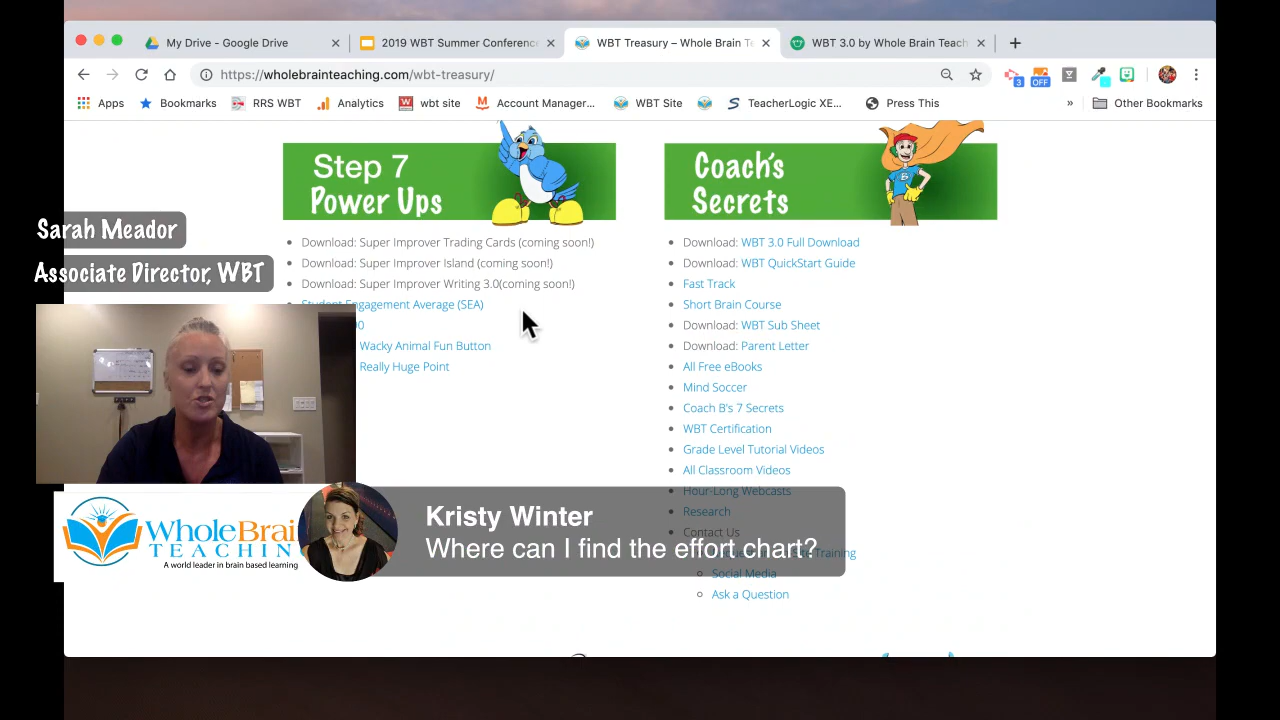 My Drive - Google Drive
2019 WBT Summer Conference
WBT Treasury – Whole Brain Te
WBT 3.0 by Whole Brain Teach
https://wholebrainteaching.com/wbt-treasury/
3
OFF
Apps
Bookmarks
RRS WBT
Analytics
wbt site
Account Manager...
WBT Site
TeacherLogic XE...
Press This
»
Other Bookmarks
Step 7
Power Ups
Download: Super Improver Trading Cards (coming soon!)
Download: Super Improver Island (coming soon!)
Download: Super Improver Writing 3.0(coming soon!)
Student Engagement Average (SEA)
Wacky Animal Fun Button
Really Huge Point
Coach's
Secrets
Download: WBT 3.0 Full Download
Download: WBT QuickStart Guide
Fast Track
Short Brain Course
Download: WBT Sub Sheet
Download: Parent Letter
All Free eBooks
Mind Soccer
Coach B's 7 Secrets
WBT Certification
Grade Level Tutorial Videos
All Classroom Videos
Hour-Long Webcasts
Research
Contact Us
Training
Social Media
Ask a Question
Sarah Meador
Associate Director, WBT
WholeBrai
TEACHING
A world leader in brain based learning
Kristy Winter
Where can I find the effort chart?